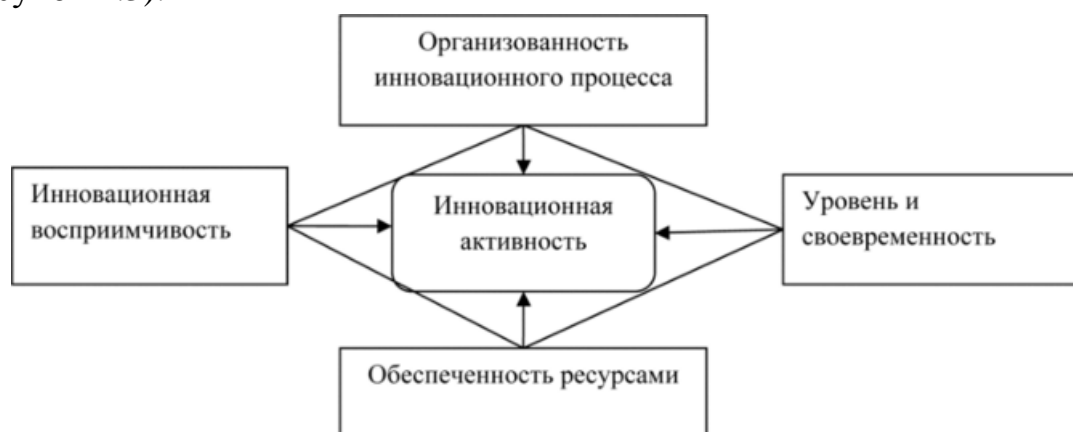 Организованность
инновационного процесса
Инновационная
восприимчивость
Инновационная
активность
Уровень и
своевременность
Обеспеченность ресурсами